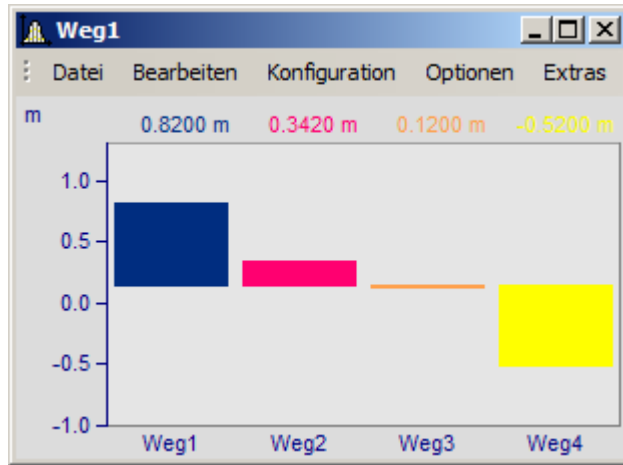 Weg1
Datei Bearbeiten Konfiguration Optionen Extras
m 0.8200 m 0.3420 m 0.1200 m -0.5200 m
1.0
0.5
0.0
-0.5
-1.0
Weg1 Weg2 Weg3 Weg4